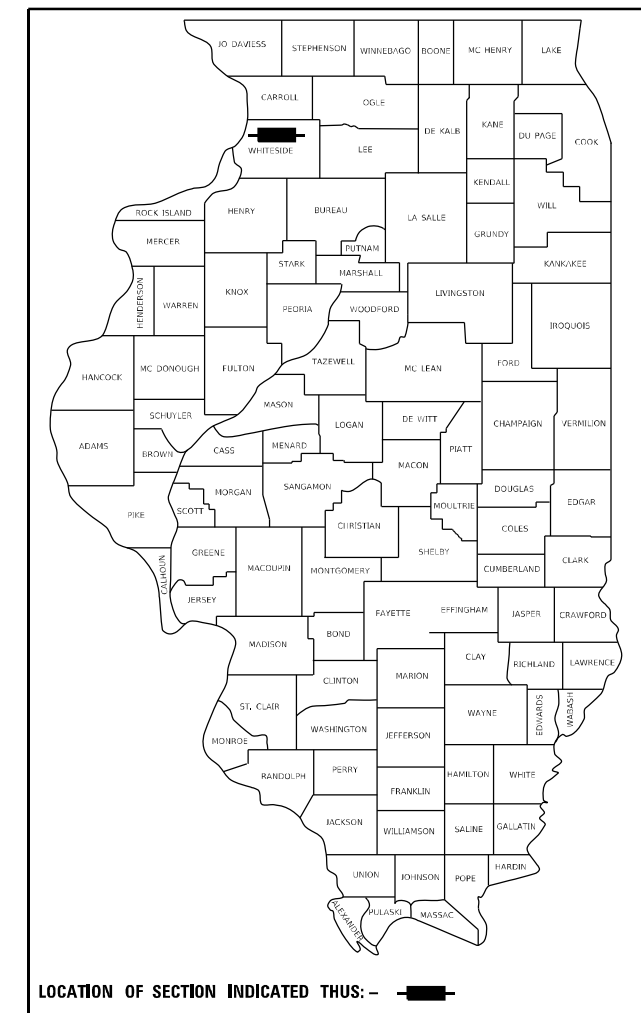 JO DAVIESS STEPHENSON WINNEBAGO BOONE MC HENRY LAKE
CARROLL OGLE
DE KALB KANE DU PAGE COOK
WHITESIDE LEE
KENDALL
WILL
ROCK ISLAND HENRY BUREAU LA SALLE
GRUNDY
MERCER PUTNAM
KANKAKEE
STARK MARSHALL
HENDERSON WARREN KNOX LIVINGSTON
PEORIA WOODFORD
IROQUOIS
HANCOCK MC DONOUGH FULTON TAZEWELL MC LEAN FORD
MASON
SCHUYLER LOGAN DE WITT CHAMPAIGN VERMILION
ADAMS BROWN CASS MENARD PIATT
MACON
MORGAN SANGAMON DOUGLAS
PIKE SCOTT CHRISTIAN MOULTRIE EDGAR
COLES
GREENE SHELBY
CALHOUN MACOUPIN MONTGOMERY CUMBERLAND CLARK
JERSEY
FAYETTE EFFINGHAM JASPER CRAWFORD
MADISON BOND
CLAY RICHLAND LAWRENCE
CLINTON MARION
ST. CLAIR WAYNE EDWARDS WABASH
WASHINGTON JEFFERSON
MONROE
RANDOLPH PERRY HAMILTON WHITE
FRANKLIN
JACKSON WILLIAMSON SALINE GALLATIN
HARDIN
UNION JOHNSON POPE
ALEXANDER PULASKI MASSAC
LOCATION OF SECTION INDICATED THUS: –